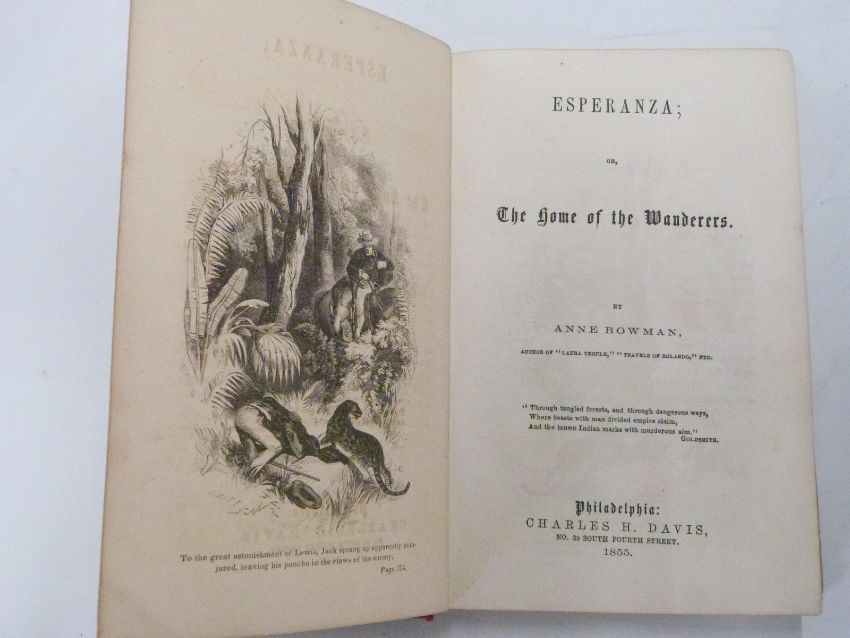 To the great astonishment of Lewis, Jack sprang up apparently unin-
jured, leaving his poncho in the claws of the enemy.
Page 274.
ESPERANZA;
OR,
The Home of the Wanderers.
BY
ANNE BOWMAN,
AUTHOR OF "LAURA TEMPLE," "TRAVELS OF ROLANDO," ETC.
"Through tangled forests, and through dangerous ways,
Where beasts with man divided empire claim,
And the brown Indian marks with murderous aim."
GOLDSMITH.
Philadelphia:
CHARLES H. DAVIS,
NO. 39 SOUTH FOURTH STREET.
1855.